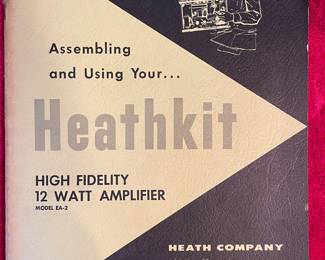 Assembling
and Using Your...
Heathkit
HIGH FIDELITY
12 WATT AMPLIFIER
MODEL EA-2
HEATH COMPANY